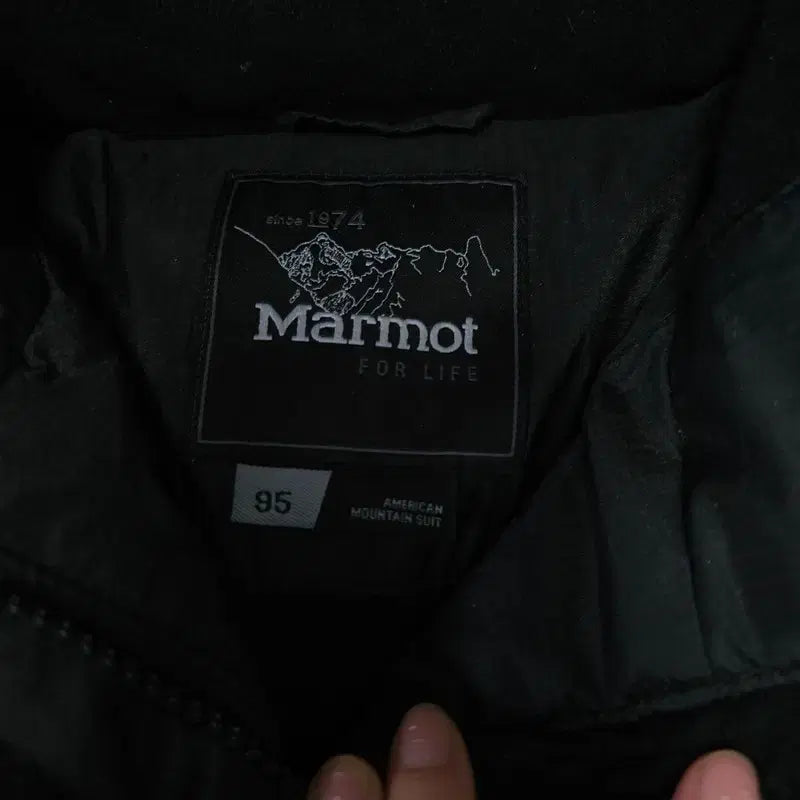 since 1974
Marmot
FOR LIFE
95
AMERICAN
MOUNTAIN SUIT